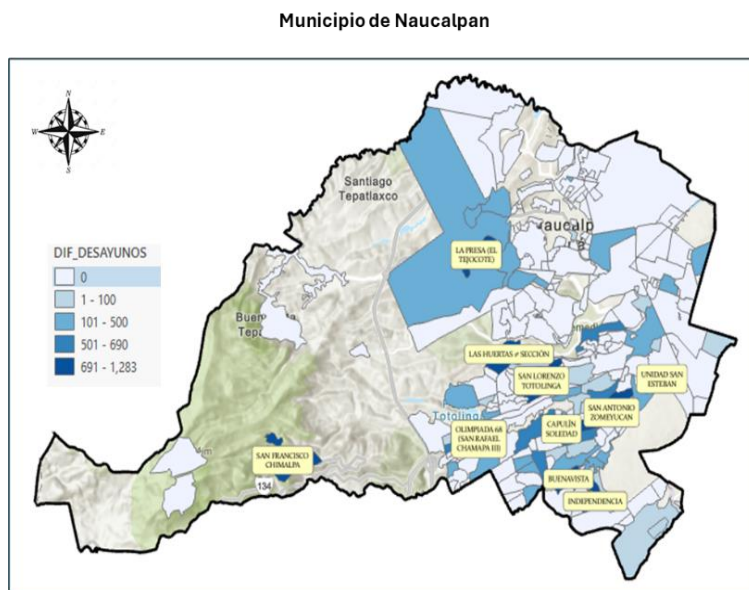 Municipio de Naucalpan
N
W
E
S
Santiago
Tepatlaxco
LA PRESA (EL
TEJOCOTE)
DIF_DESAYUNOS
0
1 - 100
101 - 500
501 - 690
691 - 1,283
LAS HUERTAS 1ª SECCIÓN
SAN LORENZO
TOTOLINGA
UNIDAD SAN
ESTEBAN
Totolinga
SAN ANTONIO
ZOMEYUCAN
OLIMPIADA 68
(SAN RAFAEL
CHAMAPA III)
CAPULÍN
SOLEDAD
SAN FRANCISCO
CHIMALPA
134
BUENAVISTA
INDEPENDENCIA